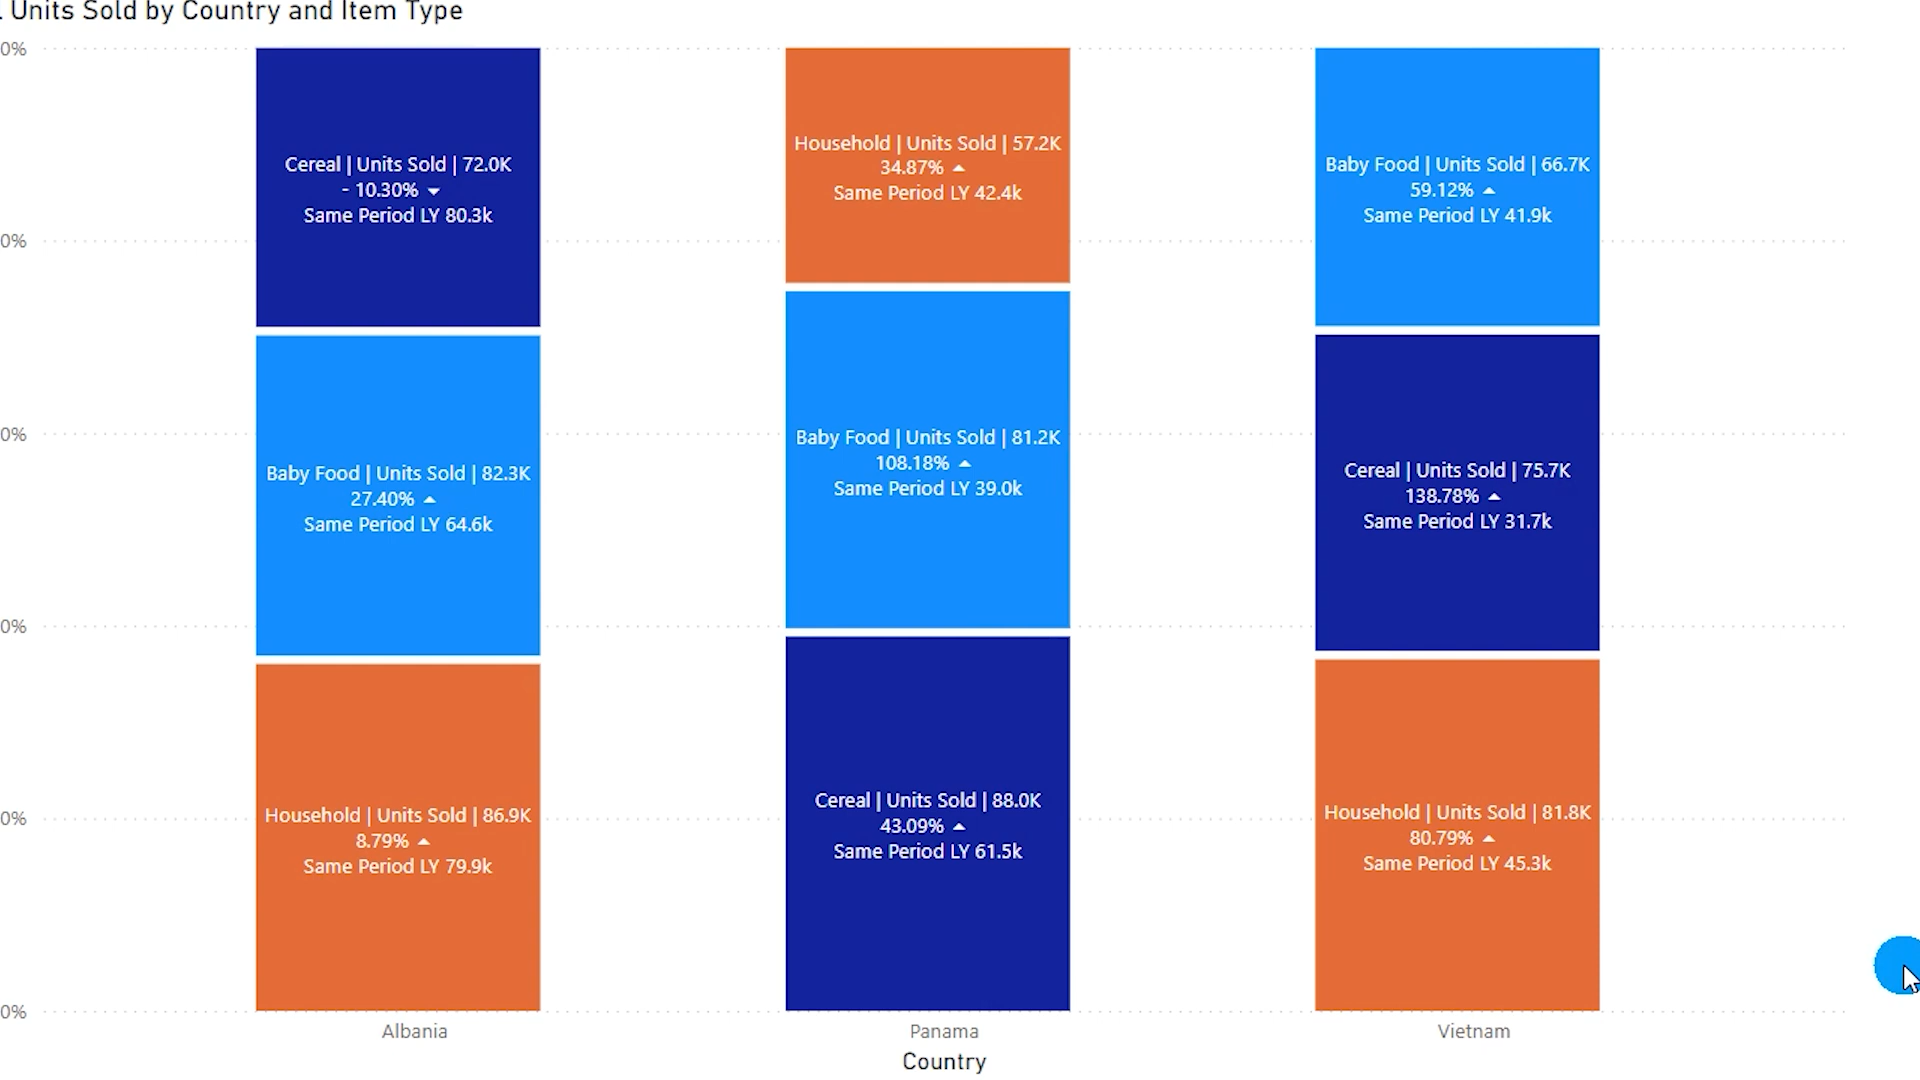 . Units Sold by Country and Item Type
0%
Cereal | Units Sold | 72.0K
- 10.30%
Same Period LY 80.3k
Household | Units Sold | 57.2K
34.87%
Same Period LY 42.4k
Baby Food | Units Sold | 66.7K
59.12%
Same Period LY 41.9k
0%
0%
Baby Food | Units Sold | 82.3K
27.40%
Same Period LY 64.6k
Baby Food | Units Sold | 81.2K
108.18%
Same Period LY 39.0k
Cereal | Units Sold | 75.7K
138.78%
Same Period LY 31.7k
0%
0%
Household | Units Sold | 86.9K
8.79%
Same Period LY 79.9k
Cereal | Units Sold | 88.0K
43.09%
Same Period LY 61.5k
Household | Units Sold | 81.8K
80.79%
Same Period LY 45.3k
0%
Albania
Panama
Vietnam
Country